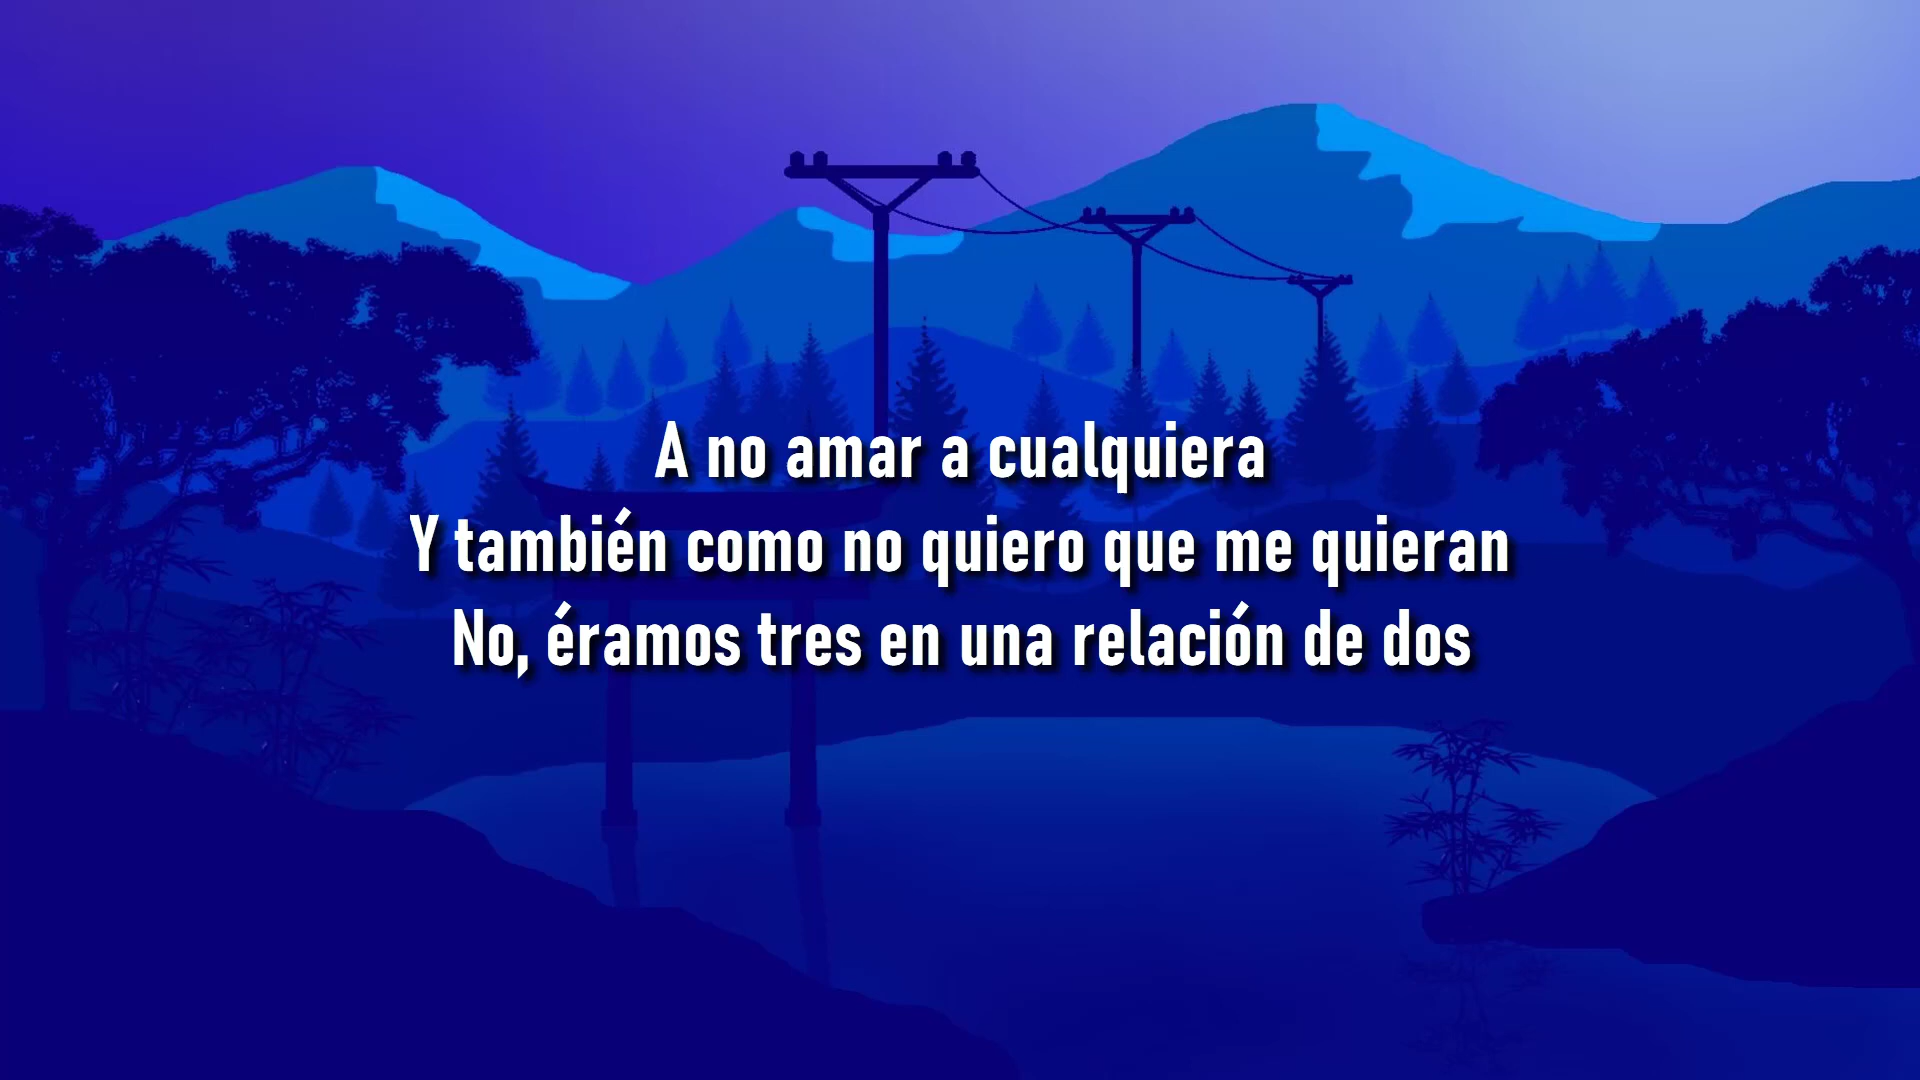 A no amar a cualquiera
Y también como no quiero que me quieran
No, éramos tres en una relación de dos